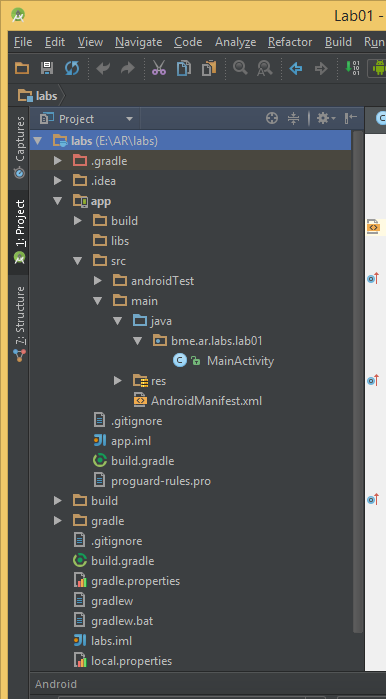 Lab01 -
File Edit View Navigate Code Analyze Refactor Build Run
labs
Captures
1: Project
7: Structure
Project
labs (E:\AR\labs)
.gradle
.idea
app
build
libs
src
androidTest
main
java
bme.ar.labs.lab01
MainActivity
res
AndroidManifest.xml
.gitignore
app.iml
build.gradle
proguard-rules.pro
build
gradle
.gitignore
build.gradle
gradle.properties
gradlew
gradlew.bat
labs.iml
local.properties
Android